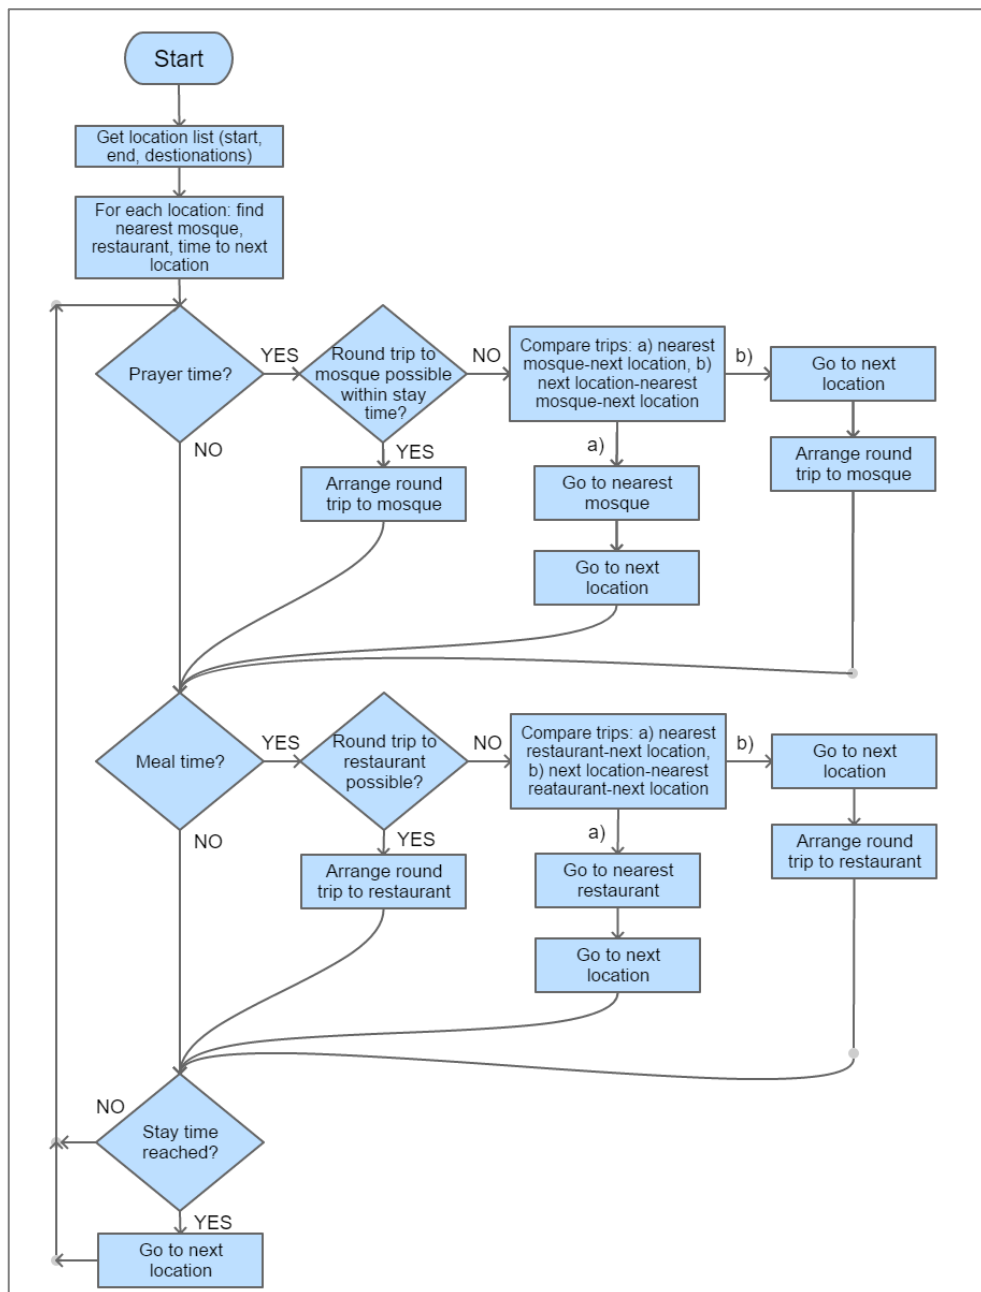 Start
Get location list (start,
end, destionations)
For each location: find
nearest mosque,
restaurant, time to next
location
Prayer time?
YES
NO
Round trip to
mosque possible
within stay
time?
NO
YES
Compare trips: a) nearest
mosque-next location, b)
next location-nearest
mosque-next location
b)
a)
Go to next
location
Arrange round
trip to mosque
Arrange round
trip to mosque
Go to nearest
mosque
Go to next
location
Meal time?
YES
NO
Round trip to
restaurant
possible?
NO
YES
Compare trips: a) nearest
restaurant-next location,
b) next location-nearest
reataurant-next location
b)
a)
Go to next
location
Arrange round
trip to restaurant
Arrange round
trip to restaurant
Go to nearest
restaurant
Go to next
location
NO
Stay time
reached?
YES
Go to next
location